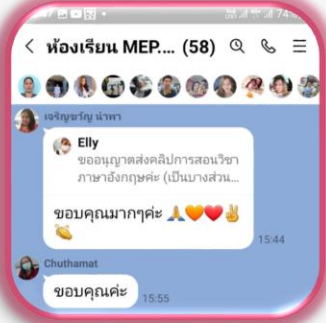 ห้องเรียน MEP.... (58)
เจริญขวัญ นำพา
Elly
ขออนุญาตส่งคลิปการสอนวิชา
ภาษาอังกฤษค่ะ (เป็นบางส่วน...
ขอบคุณมากๆค่ะ 🙏🧡❤️✌️
👏
15:44
Chuthamat
ขอบคุณค่ะ
15:55